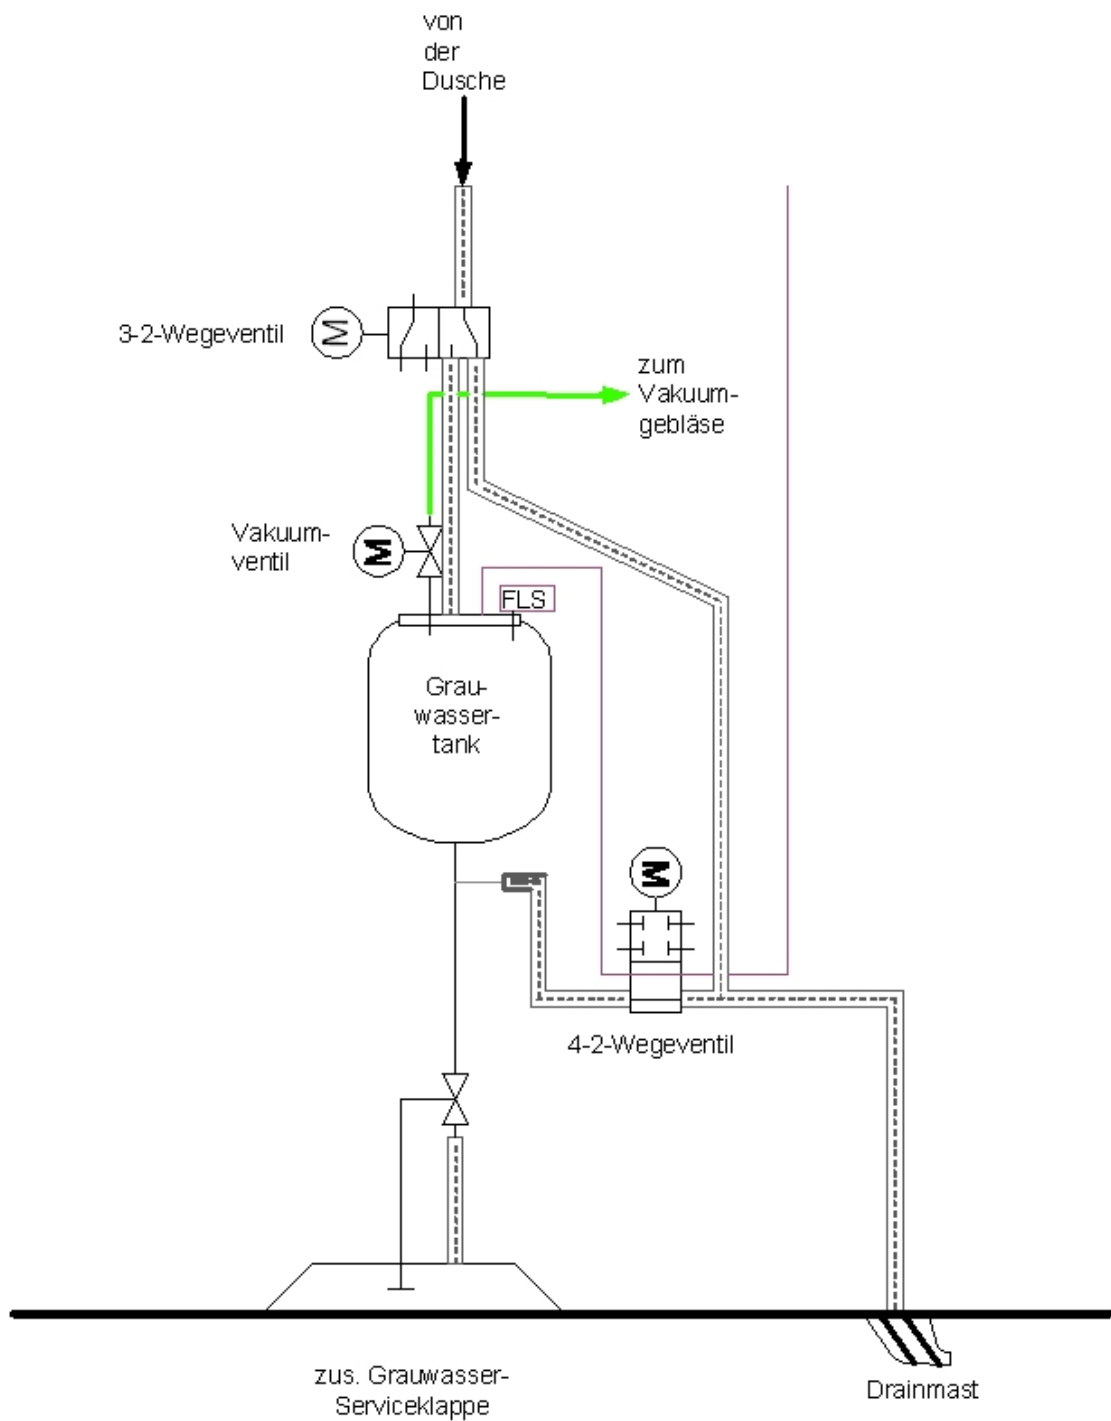 von
der
Dusche
3-2-Wegeventil
M
zum
Vakuum-
gebläse
Vakuum-
ventil
M
FLS
Grau-
wasser-
tank
M
4-2-Wegeventil
zus. Grauwasser-
Serviceklappe
Drainmast